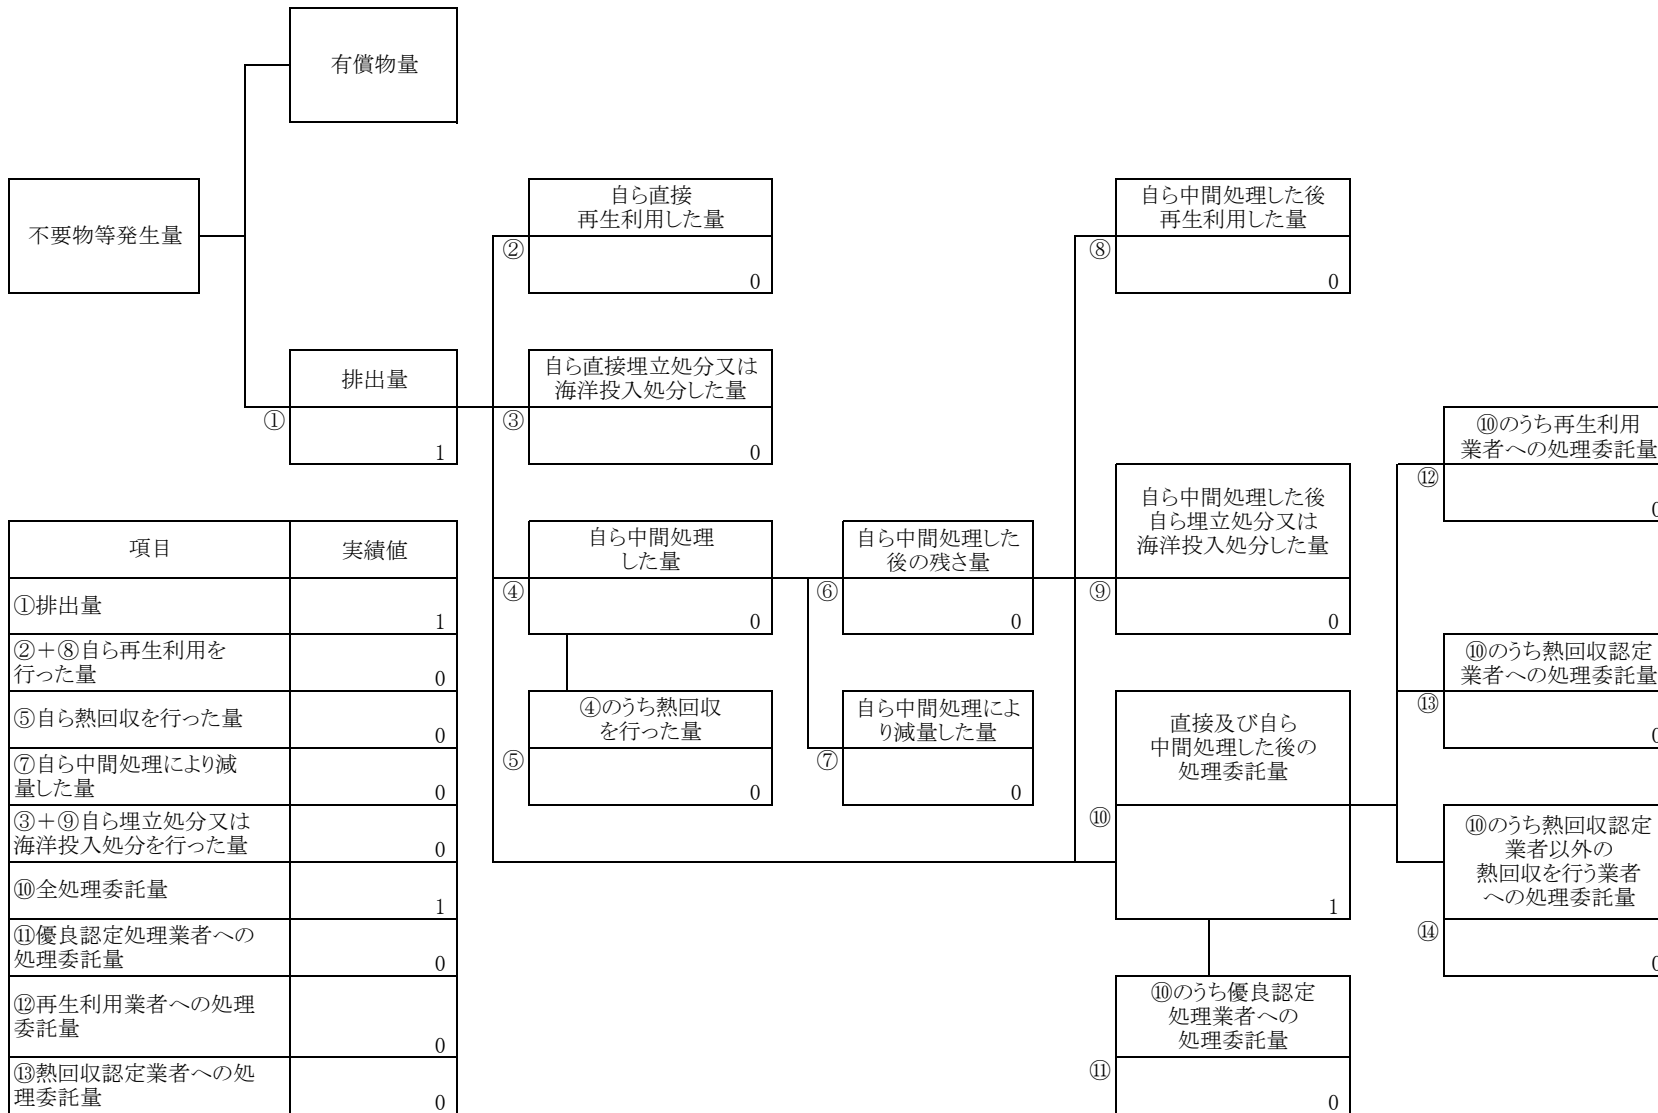 有償物量
不要物等発生量
自ら直接
再生利用した量
②
0
自ら中間処理した後
再生利用した量
⑧
0
排出量
①
1
自ら直接埋立処分又は
海洋投入処分した量
③
0
⑩のうち再生利用
業者への処理委託量
⑫
0
自ら中間処理した後
自ら埋立処分又は
海洋投入処分した量
⑨
0
自ら中間処理
した量
④
0
自ら中間処理した
後の残さ量
⑥
0
⑩のうち熱回収認定
業者への処理委託量
⑬
0
④のうち熱回収
を行った量
⑤
0
自ら中間処理によ
り減量した量
⑦
0
直接及び自ら
中間処理した後の
処理委託量
⑩
1
⑩のうち熱回収認定
業者以外の
熱回収を行う業者
への処理委託量
⑭
0
⑩のうち優良認定
処理業者への
処理委託量
⑪
0
項目 実績値
①排出量 1
②+⑧自ら再生利用を
行った量 0
⑤自ら熱回収を行った量 0
⑦自ら中間処理により減
量した量 0
③+⑨自ら埋立処分又は
海洋投入処分を行った量 0
⑩全処理委託量 1
⑪優良認定処理業者への
処理委託量 0
⑫再生利用業者への処理
委託量 0
⑬熱回収認定業者への処
理委託量 0